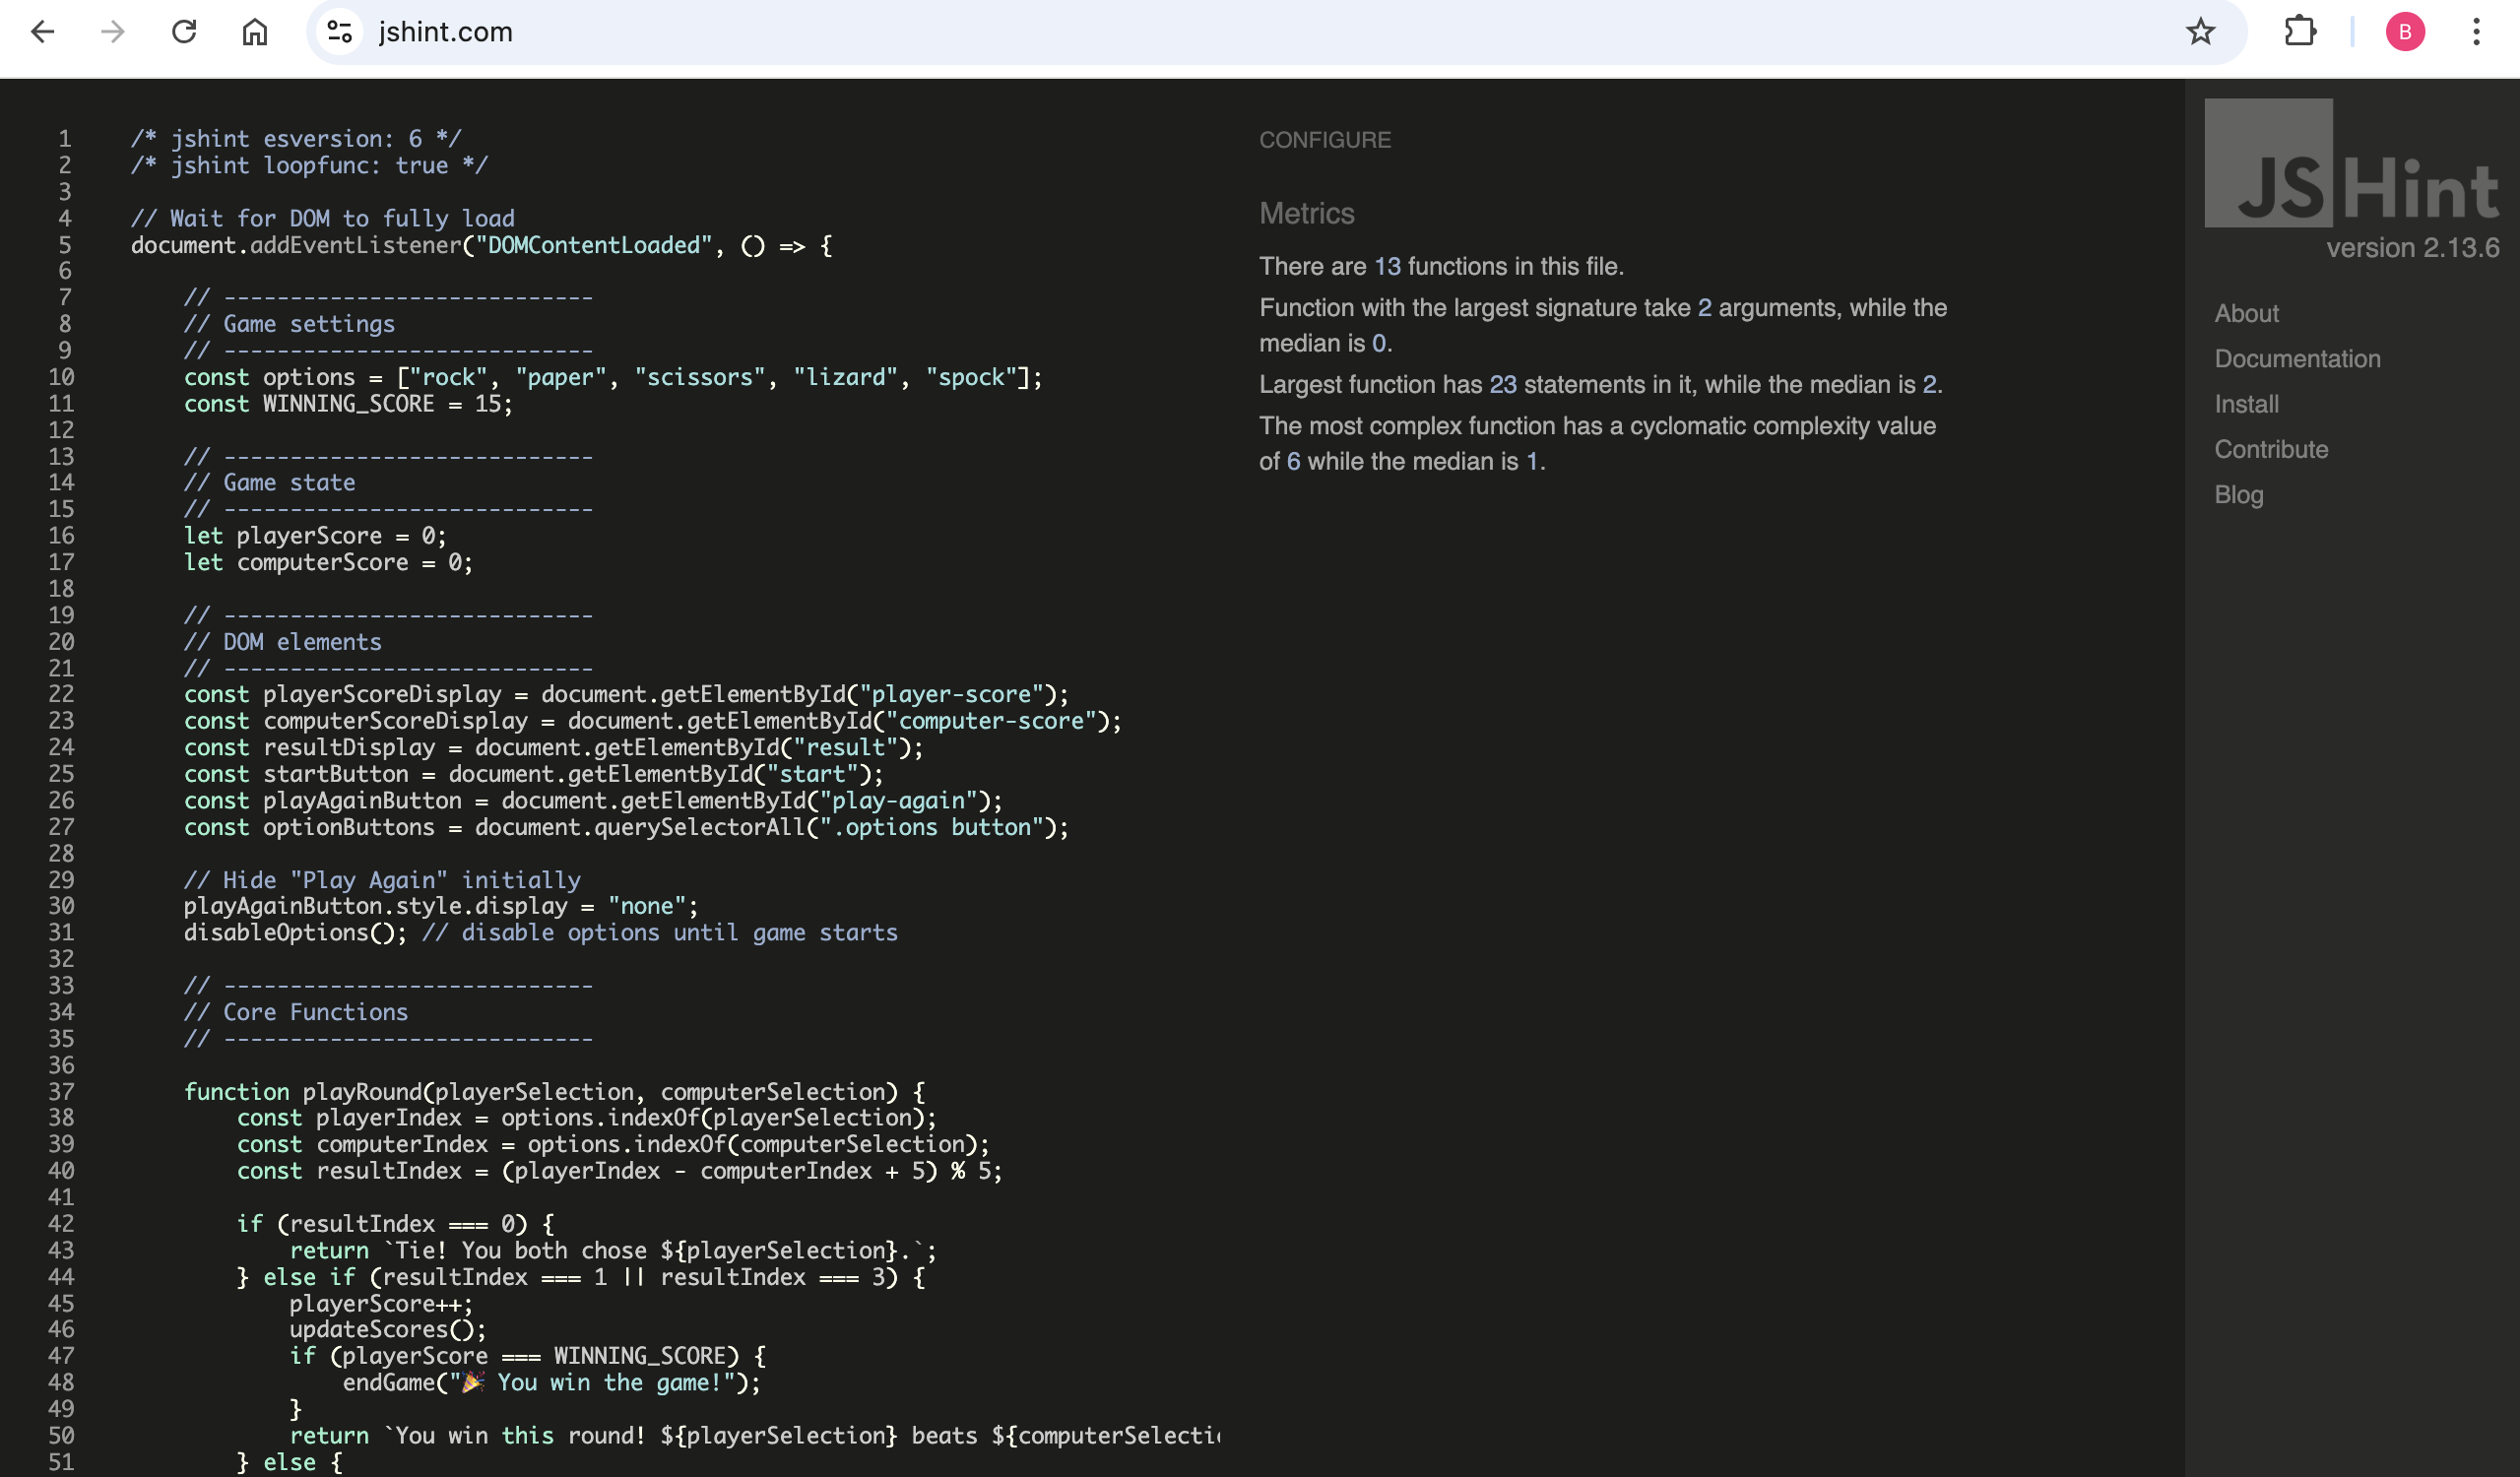 jshint.com
B
1 /* jshint esversion: 6 */
2 /* jshint loopfunc: true */
3
4 // Wait for DOM to fully load
5 document.addEventListener("DOMContentLoaded", () => {
6
7 // ----------------------------
8 // Game settings
9 // ----------------------------
10 const options = ["rock", "paper", "scissors", "lizard", "spock"];
11 const WINNING_SCORE = 15;
12
13 // ----------------------------
14 // Game state
15 // ----------------------------
16 let playerScore = 0;
17 let computerScore = 0;
18
19 // ----------------------------
20 // DOM elements
21 // ----------------------------
22 const playerScoreDisplay = document.getElementById("player-score");
23 const computerScoreDisplay = document.getElementById("computer-score");
24 const resultDisplay = document.getElementById("result");
25 const startButton = document.getElementById("start");
26 const playAgainButton = document.getElementById("play-again");
27 const optionButtons = document.querySelectorAll(".options button");
28
29 // Hide "Play Again" initially
30 playAgainButton.style.display = "none";
31 disableOptions(); // disable options until game starts
32
33 // ----------------------------
34 // Core Functions
35 // ----------------------------
36
37 function playRound(playerSelection, computerSelection) {
38 const playerIndex = options.indexOf(playerSelection);
39 const computerIndex = options.indexOf(computerSelection);
40 const resultIndex = (playerIndex - computerIndex + 5) % 5;
41
42 if (resultIndex === 0) {
43 return `Tie! You both chose ${playerSelection}.`;
44 } else if (resultIndex === 1 || resultIndex === 3) {
45 playerScore++;
46 updateScores();
47 if (playerScore === WINNING_SCORE) {
48 endGame("🎉 You win the game!");
49 }
50 return `You win this round! ${playerSelection} beats ${computerSelecti
51 } else {
CONFIGURE
Metrics
There are 13 functions in this file.
Function with the largest signature take 2 arguments, while the
median is 0.
Largest function has 23 statements in it, while the median is 2.
The most complex function has a cyclomatic complexity value
of 6 while the median is 1.
JSHint
version 2.13.6
About
Documentation
Install
Contribute
Blog